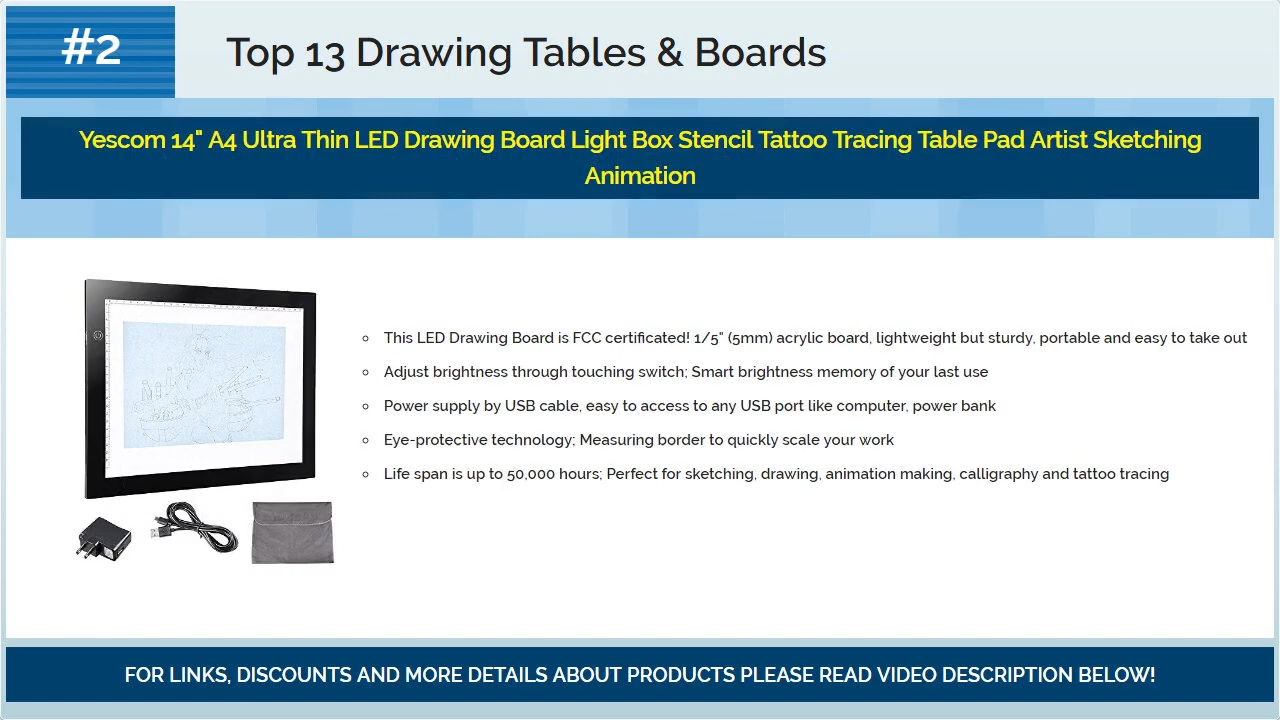 #2
Top 13 Drawing Tables & Boards
Yescom 14" A4 Ultra Thin LED Drawing Board Light Box Stencil Tattoo Tracing Table Pad Artist Sketching
Animation
This LED Drawing Board is FCC certificated! 1/5" (5mm) acrylic board, lightweight but sturdy, portable and easy to take out
Adjust brightness through touching switch; Smart brightness memory of your last use
Power supply by USB cable, easy to access to any USB port like computer, power bank
Eye-protective technology; Measuring border to quickly scale your work
Life span is up to 50,000 hours; Perfect for sketching, drawing, animation making, calligraphy and tattoo tracing
FOR LINKS, DISCOUNTS AND MORE DETAILS ABOUT PRODUCTS PLEASE READ VIDEO DESCRIPTION BELOW!